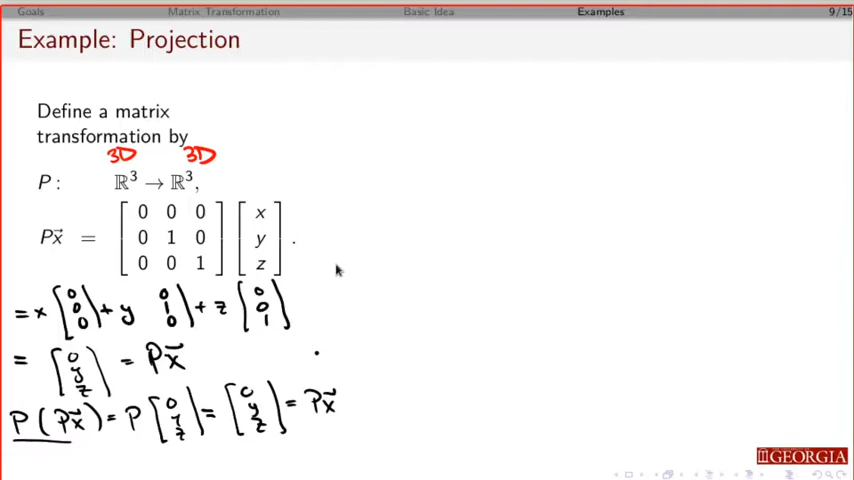 Goals Matrix Transformation Basic Idea Examples 9/15
Example: Projection
Define a matrix
transformation by
3D 3D
P : ℝ³ → ℝ³,
Px⃗ = [ 0 0 0 ; 0 1 0 ; 0 0 1 ] [ x ; y ; z ] .
= x ( 0 ; 0 ; 0 ) + y ( 0 ; 1 ; 0 ) + z ( 0 ; 0 ; 1 )
= [ 0 ; y ; z ] = Px⃗
P ( Px⃗ ) = P [ 0 ; y ; z ] = [ 0 ; y ; z ] = Px⃗
GEORGIA